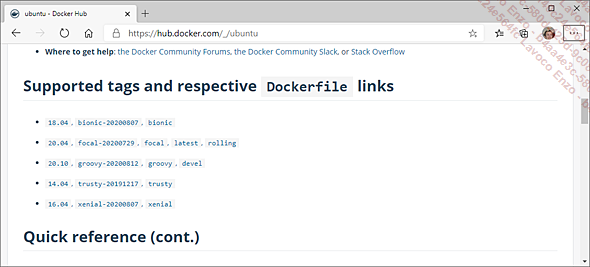 ubuntu - Docker Hub
https://hub.docker.com/_/ubuntu
Where to get help: the Docker Community Forums, the Docker Community Slack, or Stack Overflow
Supported tags and respective Dockerfile links
18.04, bionic-20200807, bionic
20.04, focal-20200729, focal, latest, rolling
20.10, groovy-20200812, groovy, devel
14.04, trusty-20191217, trusty
16.04, xenial-20200807, xenial
Quick reference (cont.)
Lavoco Enzo